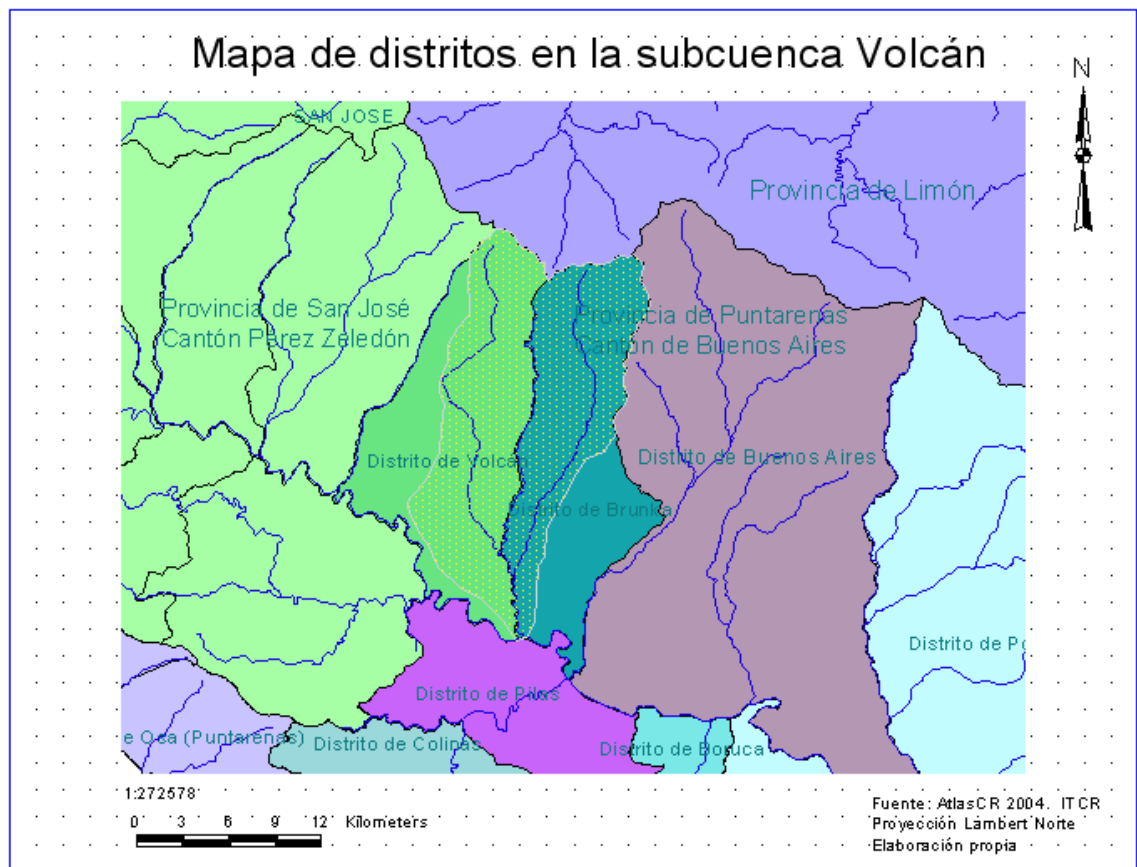 Mapa de distritos en la subcuenca Volcán
N
SAN JOSE
Provincia de Limón
Provincia de San José
Cantón Pérez Zeledón
Provincia de Puntarenas
Cantón de Buenos Aires
Distrito de Volcá
Distrito de Buenos Aires
Distrito de Brunka
Distrito de Po
Distrito de Pilas
e Osa (Puntarenas)
Distrito de Colinas
Distrito de Boruca
1:272578
0 3 6 9 12 Kilometers
Fuente: AtlasCR 2004. ITCR
Proyección Lambert Norte
Elaboración propia